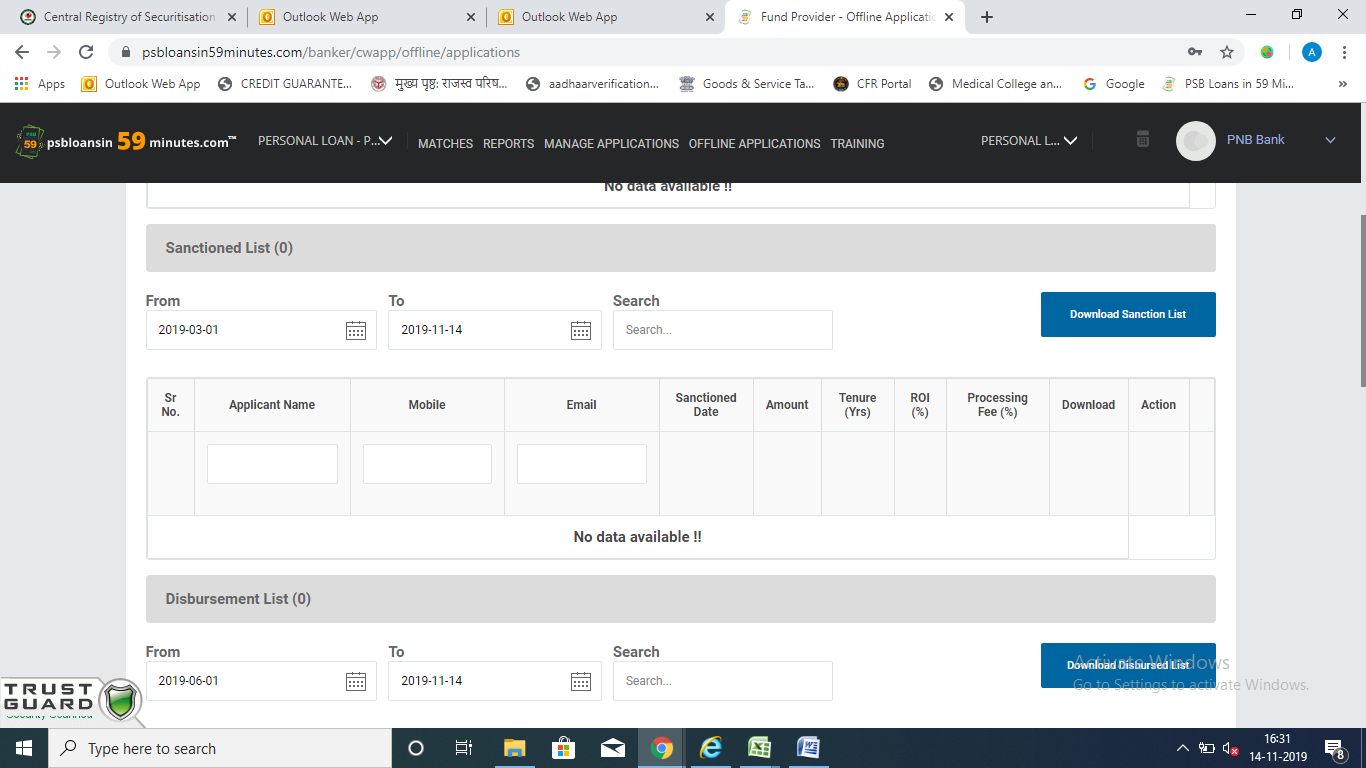 Central Registry of Securitisation
Outlook Web App
Outlook Web App
Fund Provider - Offline Applicatic
psbloansin59minutes.com/banker/cwapp/offline/applications
A
Apps
Outlook Web App
CREDIT GUARANTE...
मुख्य पृष्ठ: राजस्व परिष...
aadhaarverification...
Goods & Service Ta...
CFR Portal
Medical College an...
Google
PSB Loans in 59 Mi...
»
psbloansin 59 minutes.com™
PERSONAL LOAN - P...
MATCHES REPORTS MANAGE APPLICATIONS OFFLINE APPLICATIONS TRAINING
PERSONAL L...
PNB Bank
No data available !!
Sanctioned List (0)
From To Search
2019-03-01 2019-11-14 Search...
Download Sanction List
Sr No. Applicant Name Mobile Email Sanctioned Date Amount Tenure (Yrs) ROI (%) Processing Fee (%) Download Action
No data available !!
Disbursement List (0)
From To Search
2019-06-01 2019-11-14 Search...
Download Disbursed List
Activate Windows
Go to Settings to activate Windows.
TRUST
GUARD
Security Scanned
Type here to search
16:31
14-11-2019
8